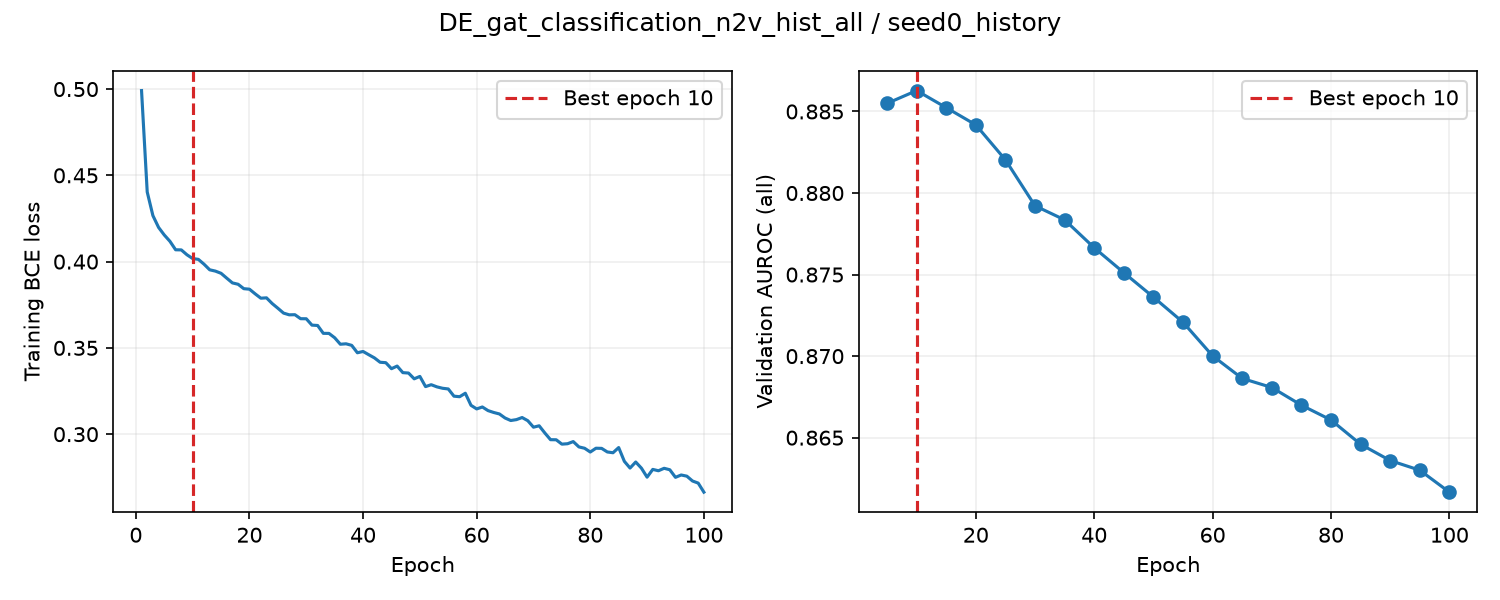 DE_gat_classification_n2v_hist_all / seed0_history
Training BCE loss
0.50
0.45
0.40
0.35
0.30
Best epoch 10
0 20 40 60 80 100
Epoch
Validation AUROC (all)
0.885
0.880
0.875
0.870
0.865
Best epoch 10
20 40 60 80 100
Epoch